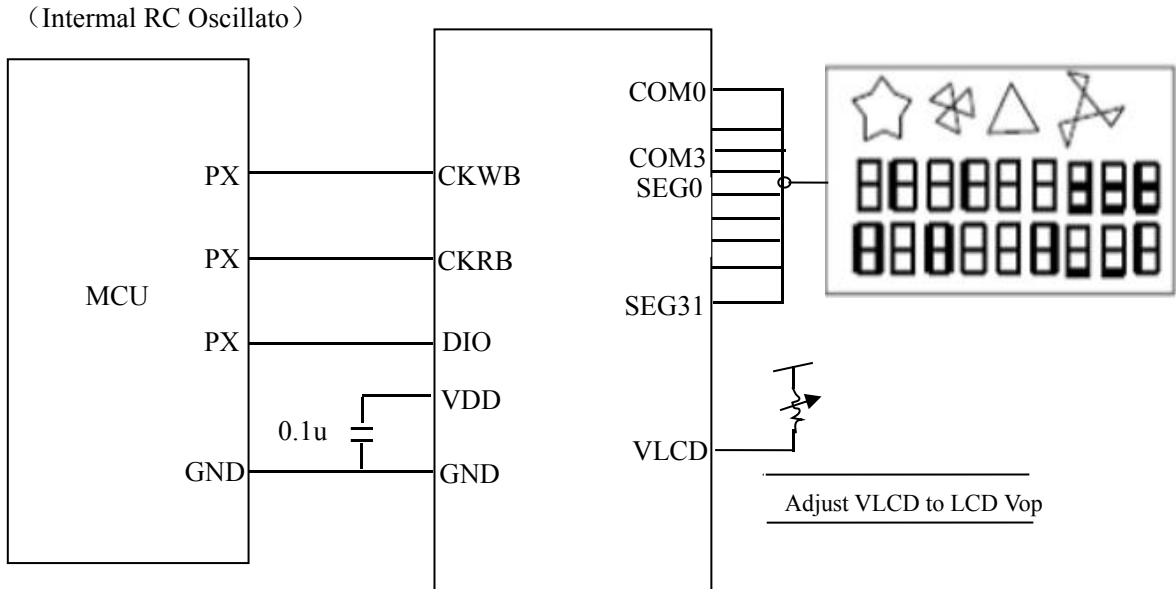 （Intermal RC Oscillato）
COM0
COM3
PX
CKWB
SEG0
PX
CKRB
MCU
SEG31
PX
DIO
VDD
0.1u
VLCD
GND
GND
Adjust VLCD to LCD Vop